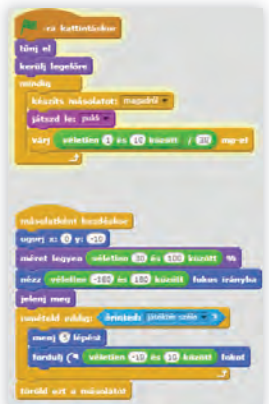 -ra kattintáskor
tűnj el
kerülj legelőre
mindig
készíts másolatot: magadról
játszd le: pukk
várj véletlen 1 és 10 között / 30 mp-et
másolatként kezdéskor
ugorj x: 0 y: -10
méret legyen véletlen 30 és 100 között %
nézz véletlen -180 és 180 között fokos irányba
jelenj meg
ismételd eddig: érinted: játéktér széle ?
menj 5 lépést
fordulj véletlen -10 és 10 között fokot
töröld ezt a másolatot